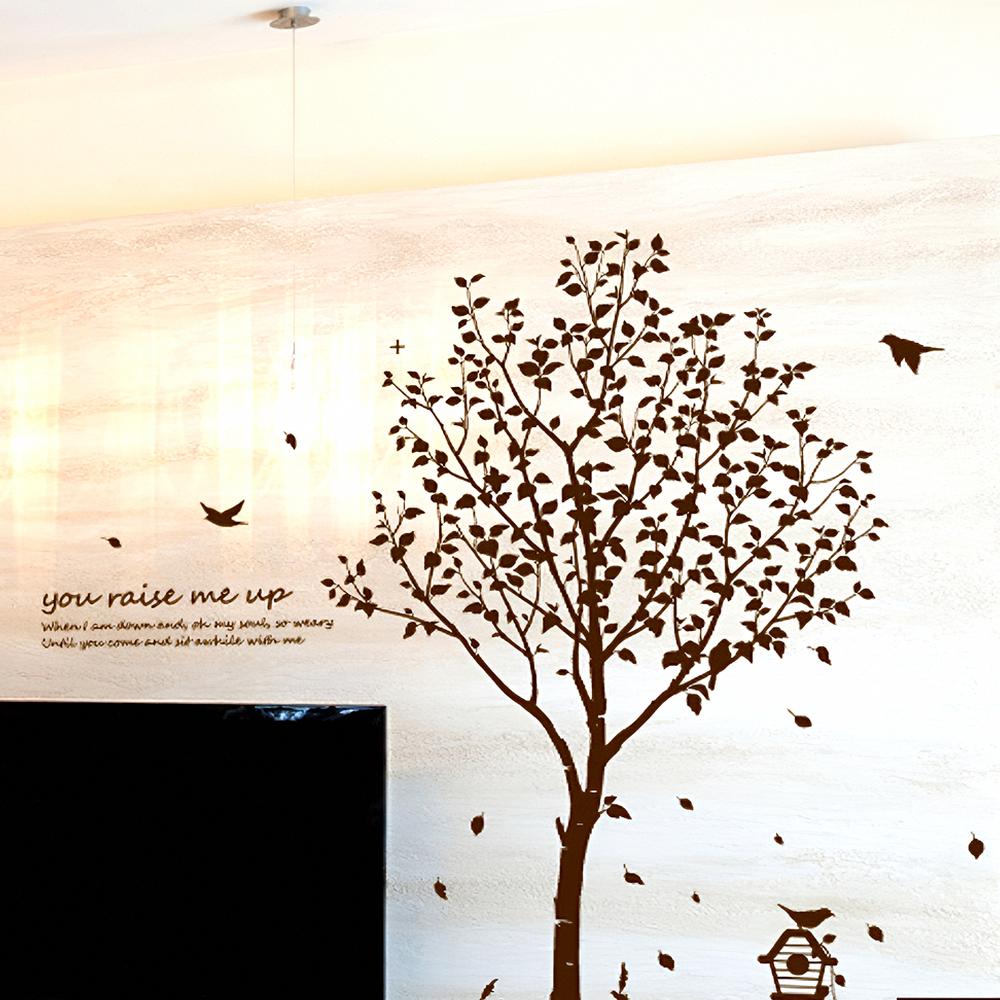 you raise me up
When I am down and, oh my soul, so weary
Until you come and sit awhile with me